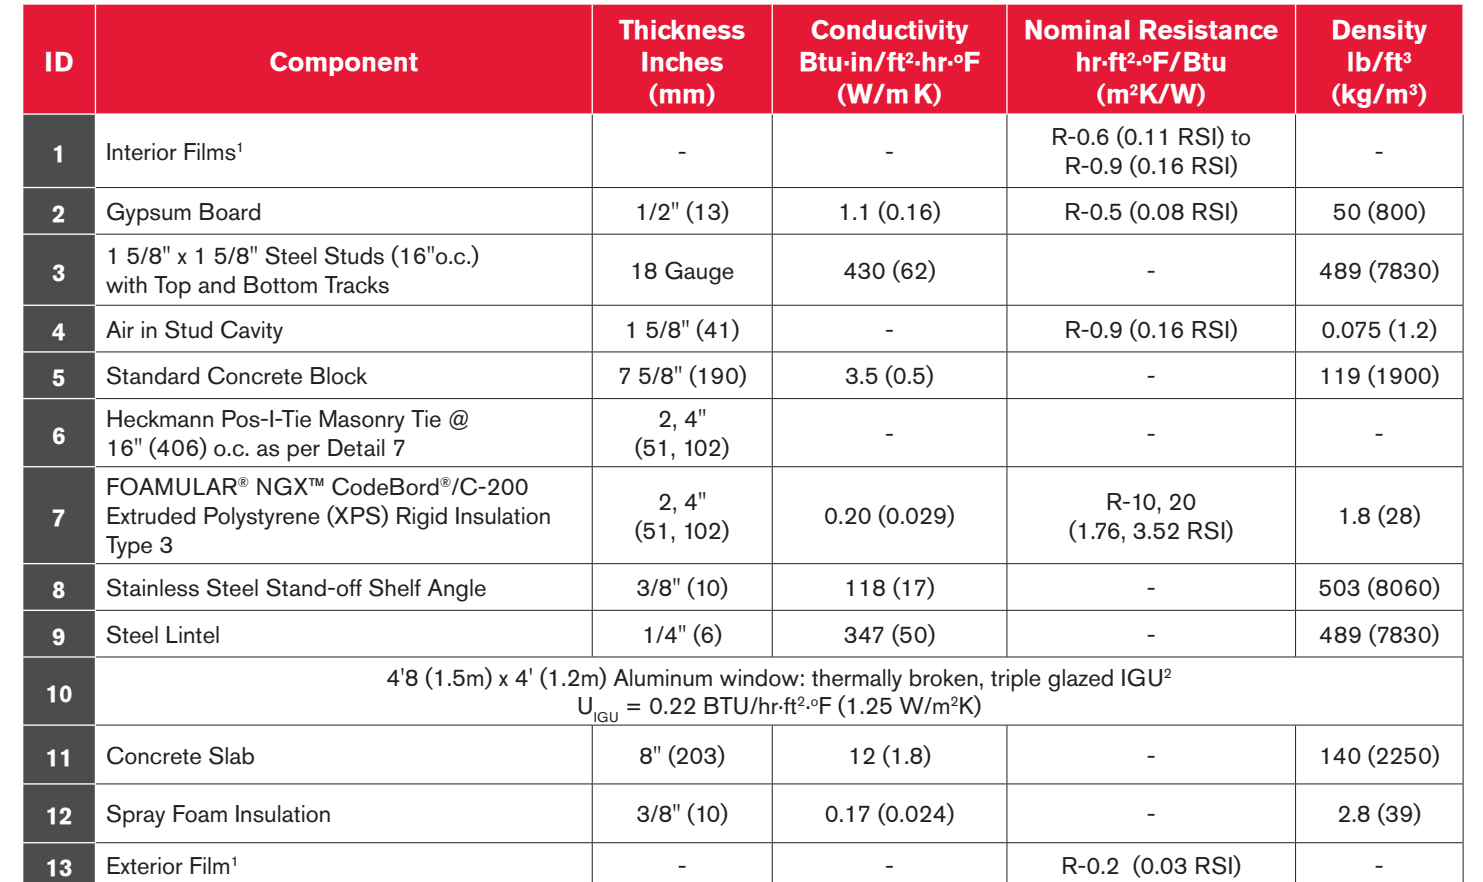 ID
Component
Thickness
Inches
(mm)
Conductivity
Btu·in/ft²·hr·ºF
(W/m K)
Nominal Resistance
hr·ft²·ºF/Btu
(m²K/W)
Density
lb/ft³
(kg/m³)
1
Interior Films¹
-
-
R-0.6 (0.11 RSI) to
R-0.9 (0.16 RSI)
-
2
Gypsum Board
1/2" (13)
1.1 (0.16)
R-0.5 (0.08 RSI)
50 (800)
3
1 5/8" x 1 5/8" Steel Studs (16"o.c.)
with Top and Bottom Tracks
18 Gauge
430 (62)
-
489 (7830)
4
Air in Stud Cavity
1 5/8" (41)
-
R-0.9 (0.16 RSI)
0.075 (1.2)
5
Standard Concrete Block
7 5/8" (190)
3.5 (0.5)
-
119 (1900)
6
Heckmann Pos-I-Tie Masonry Tie @
16" (406) o.c. as per Detail 7
2, 4"
(51, 102)
-
-
-
7
FOAMULAR® NGX™ CodeBord®/C-200
Extruded Polystyrene (XPS) Rigid Insulation
Type 3
2, 4"
(51, 102)
0.20 (0.029)
R-10, 20
(1.76, 3.52 RSI)
1.8 (28)
8
Stainless Steel Stand-off Shelf Angle
3/8" (10)
118 (17)
-
503 (8060)
9
Steel Lintel
1/4" (6)
347 (50)
-
489 (7830)
10
4'8 (1.5m) x 4' (1.2m) Aluminum window: thermally broken, triple glazed IGU²
U_IGU = 0.22 BTU/hr·ft²·ºF (1.25 W/m²K)
11
Concrete Slab
8" (203)
12 (1.8)
-
140 (2250)
12
Spray Foam Insulation
3/8" (10)
0.17 (0.024)
-
2.8 (39)
13
Exterior Film¹
-
-
R-0.2 (0.03 RSI)
-